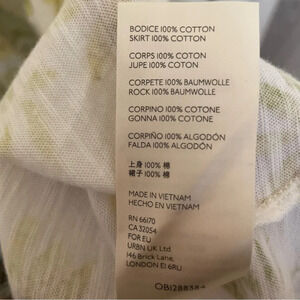 BODICE 100% COTTON
SKIRT 100% COTTON
CORPS 100% COTON
JUPE 100% COTON
CORPETE 100% BAUMWOLLE
ROCK 100% BAUMWOLLE
CORPINO 100% COTONE
GONNA 100% COTONE
CORPIÑO 100% ALGODÓN
FALDA 100% ALGODÓN
上身 100% 棉
裙子 100% 棉
MADE IN VIETNAM
HECHO EN VIETNAM
RN 66170
CA 32054
FOR EU
URBN UK Ltd.
146 Brick Lane,
LONDON E1 6RU
OB1288384